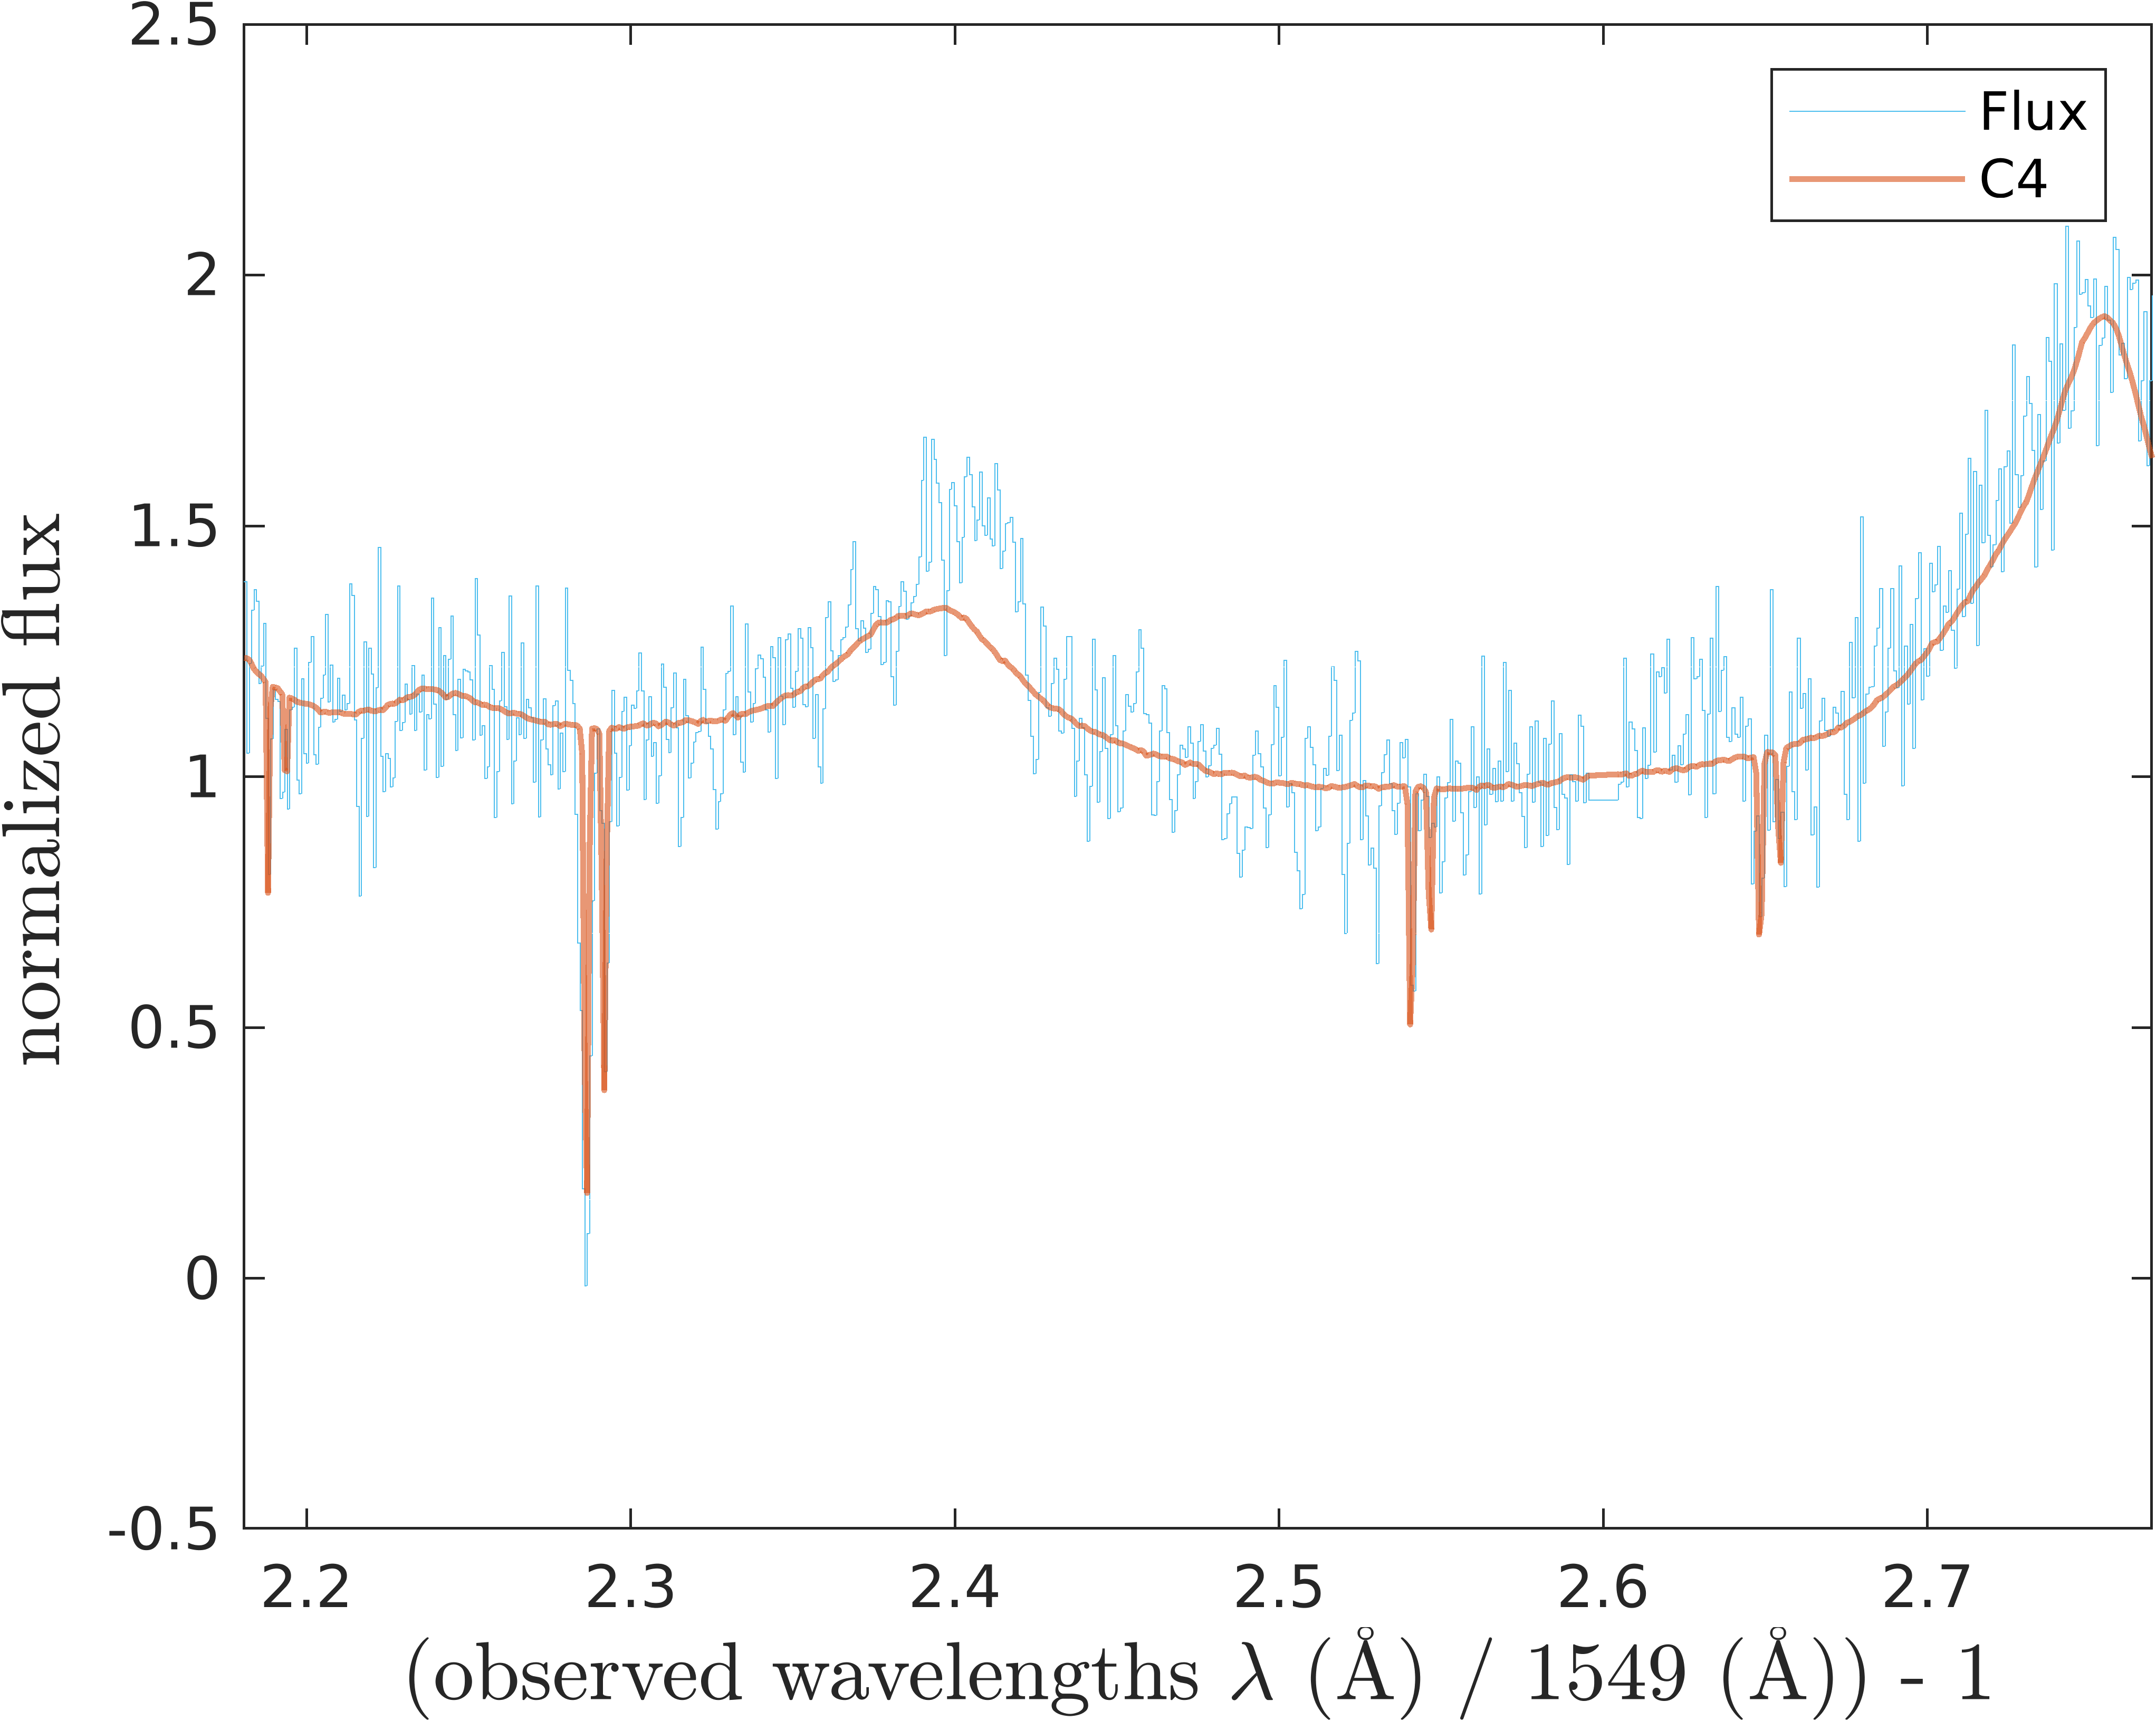 2.5
2
1.5
1
0.5
0
-0.5
normalized flux
Flux
C4
2.2 2.3 2.4 2.5 2.6 2.7
(observed wavelengths λ (Å) / 1549 (Å)) - 1